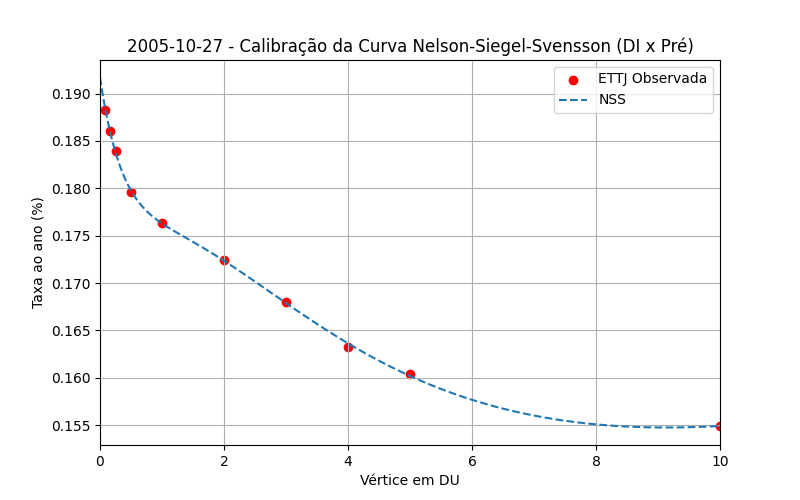 2005-10-27 - Calibração da Curva Nelson-Siegel-Svensson (DI x Pré)
ETTJ Observada
NSS
Taxa ao ano (%)
0.190
0.185
0.180
0.175
0.170
0.165
0.160
0.155
0 2 4 6 8 10
Vértice em DU